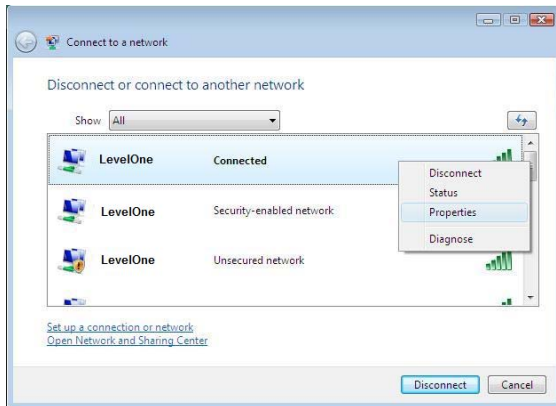 Connect to a network
Disconnect or connect to another network
Show All
LevelOne Connected
Disconnect
Status
Properties
Diagnose
LevelOne Security-enabled network
LevelOne Unsecured network
Set up a connection or network
Open Network and Sharing Center
Disconnect Cancel